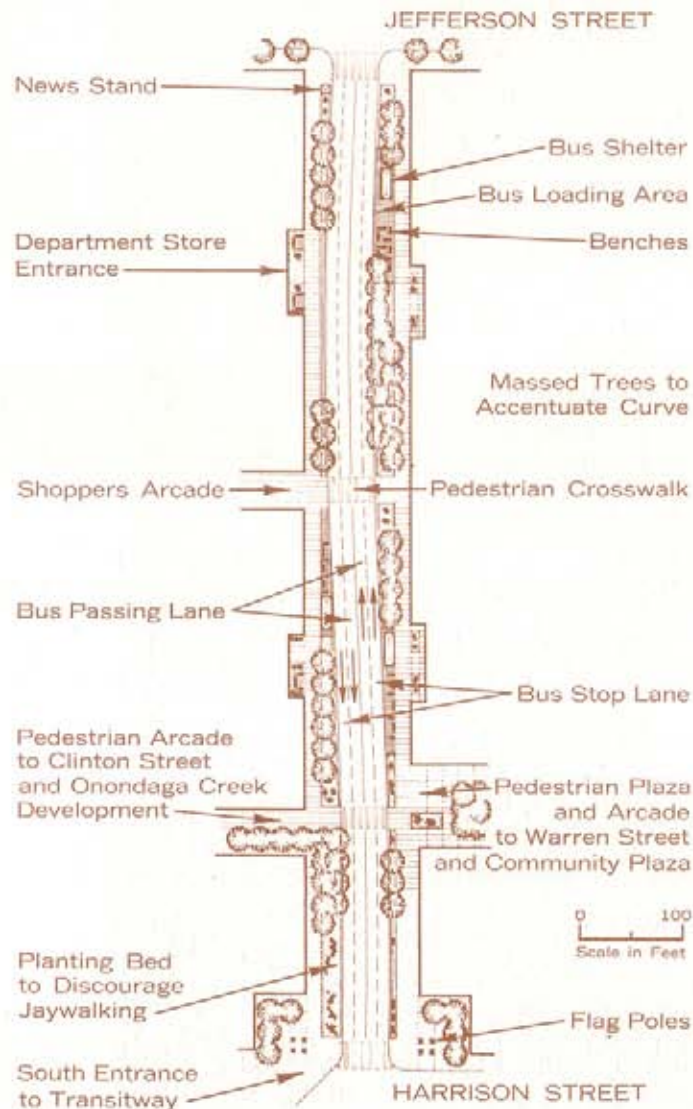 JEFFERSON STREET
News Stand
Bus Shelter
Bus Loading Area
Benches
Department Store
Entrance
Massed Trees to
Accentuate Curve
Shoppers Arcade
Pedestrian Crosswalk
Bus Passing Lane
Bus Stop Lane
Pedestrian Arcade
to Clinton Street
and Onondaga Creek
Development
Pedestrian Plaza
and Arcade
to Warren Street
and Community Plaza
0 100
Scale in Feet
Planting Bed
to Discourage
Jaywalking
Flag Poles
South Entrance
to Transitway
HARRISON STREET